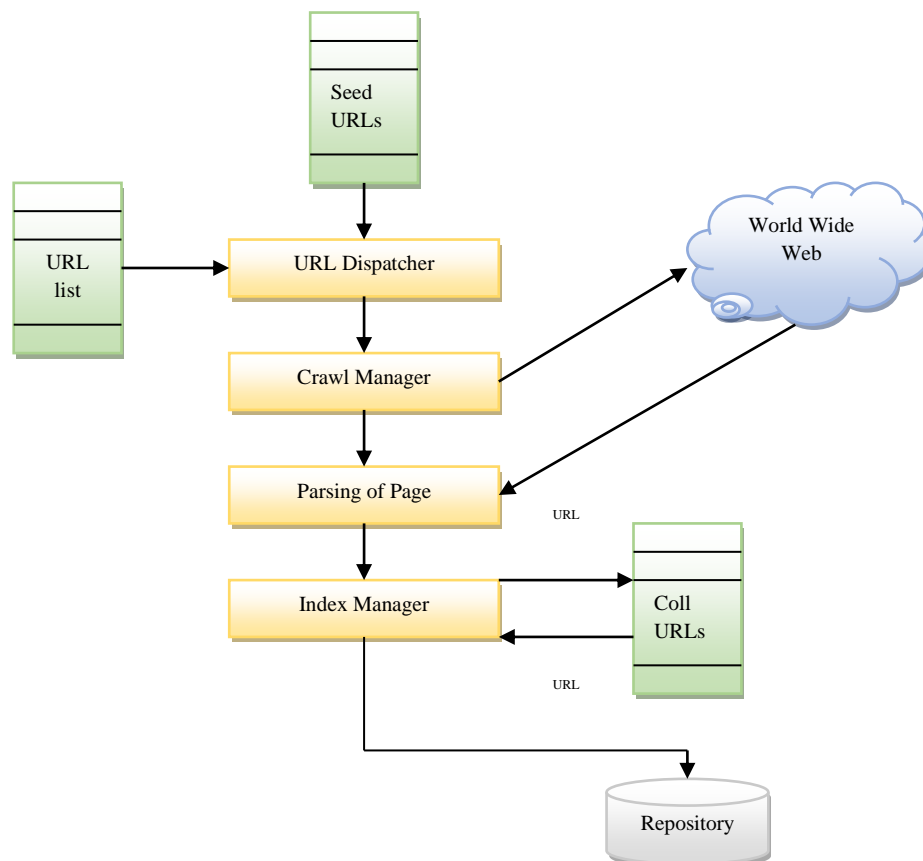 Seed
URLs
URL
list
URL Dispatcher
World Wide
Web
Crawl Manager
Parsing of Page
URL
Index Manager
Coll
URLs
URL
Repository